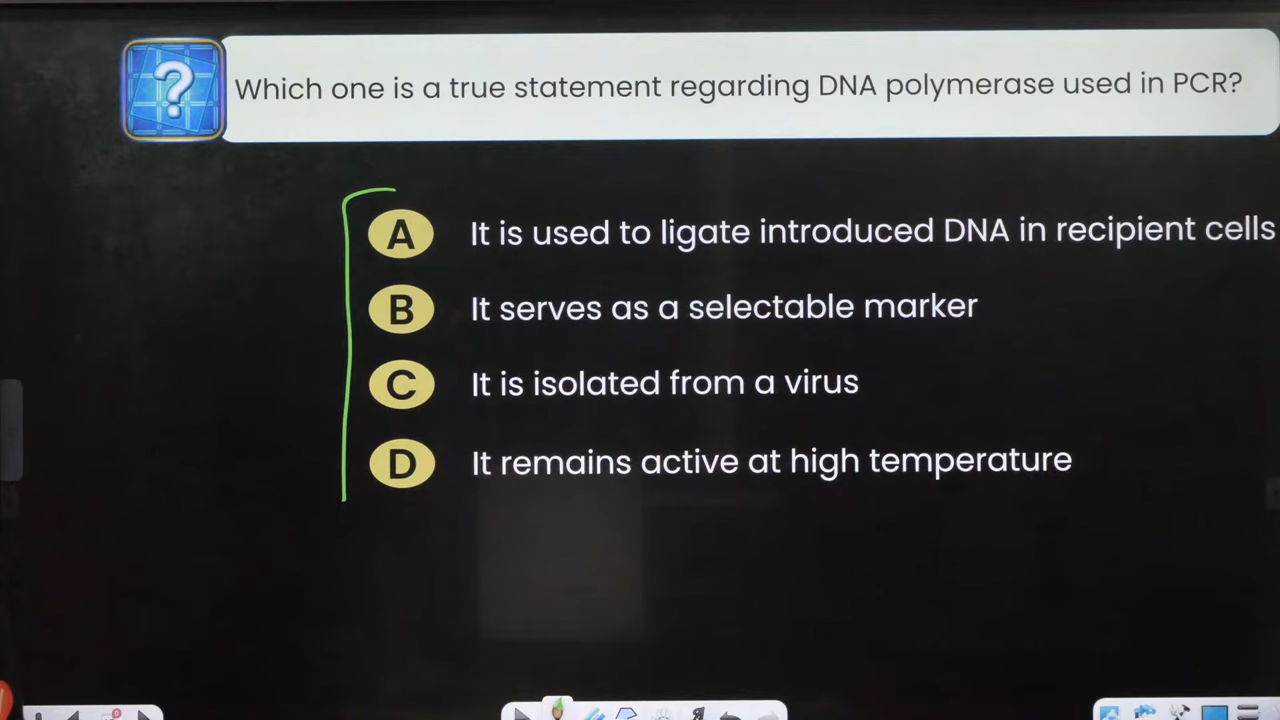 ?
Which one is a true statement regarding DNA polymerase used in PCR?
A It is used to ligate introduced DNA in recipient cells
B It serves as a selectable marker
C It is isolated from a virus
D It remains active at high temperature